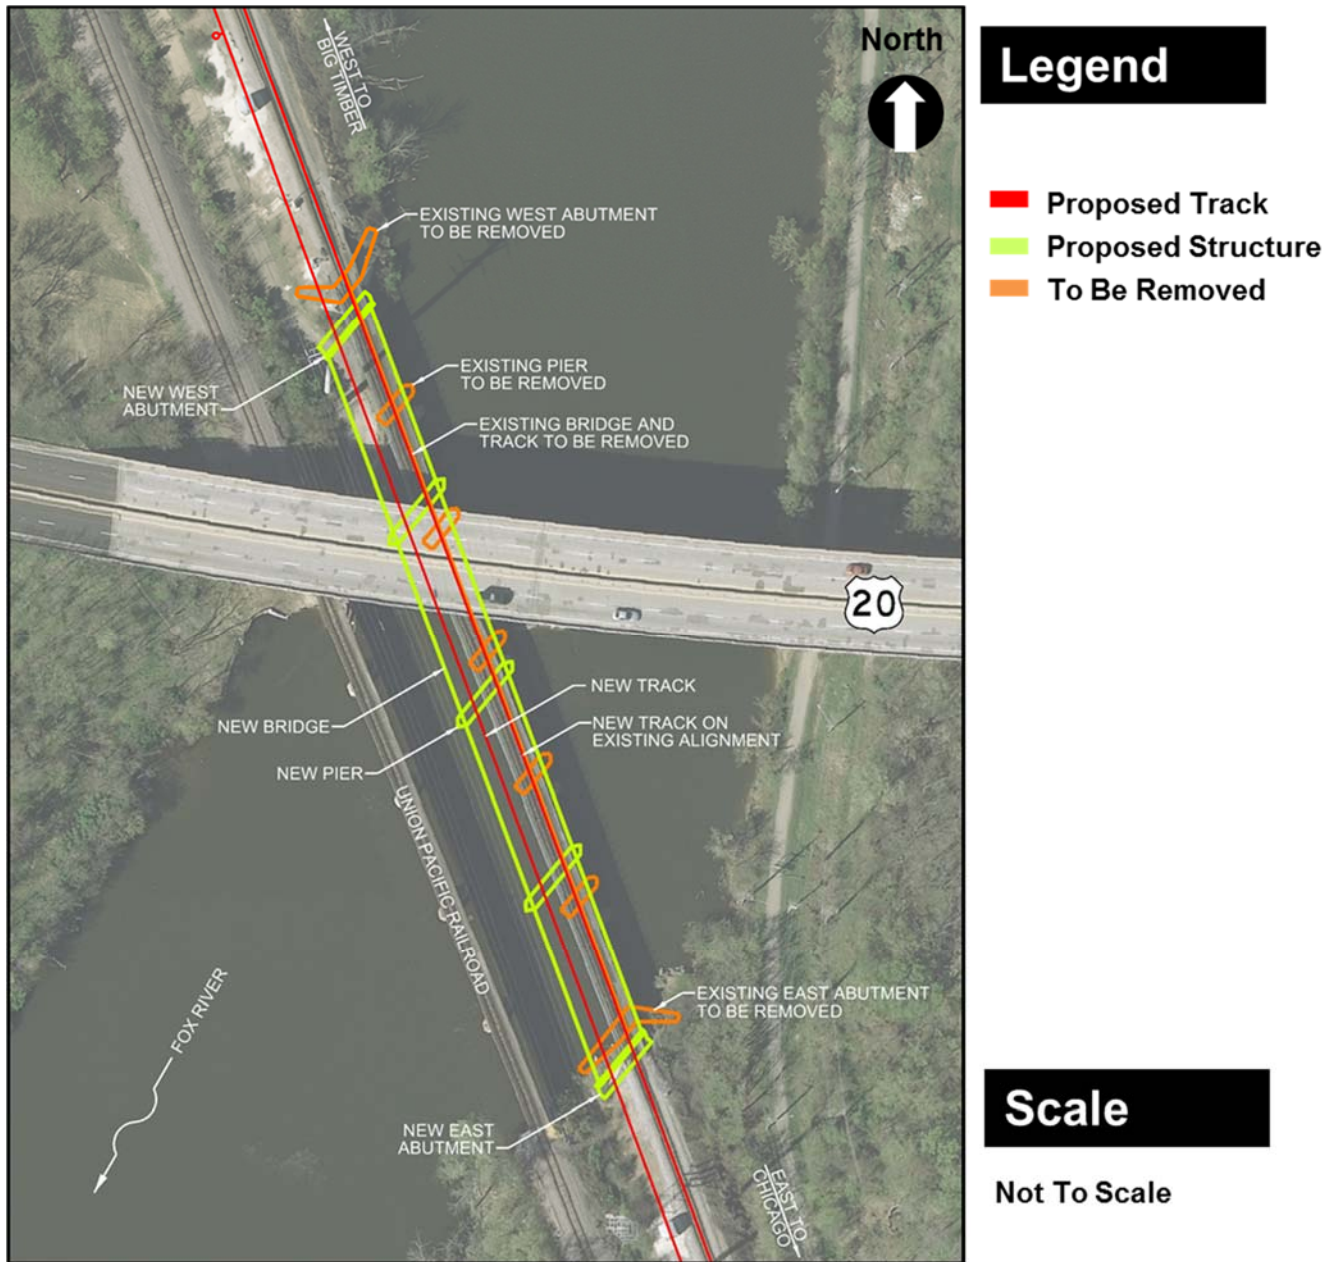 North
WEST TO
BIG TIMBER
EXISTING WEST ABUTMENT
TO BE REMOVED
EXISTING PIER
TO BE REMOVED
NEW WEST
ABUTMENT
EXISTING BRIDGE AND
TRACK TO BE REMOVED
20
NEW TRACK
NEW BRIDGE
NEW TRACK ON
EXISTING ALIGNMENT
NEW PIER
UNION PACIFIC RAILROAD
FOX RIVER
EXISTING EAST ABUTMENT
TO BE REMOVED
NEW EAST
ABUTMENT
EAST TO
CHICAGO
Legend
Proposed Track
Proposed Structure
To Be Removed
Scale
Not To Scale